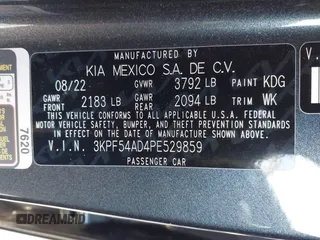 MANUFACTURED BY
KIA MEXICO S.A. DE C.V.
08/22 GVWR 3792 LB PAINT KDG
GAWR FRT 2183 LB GAWR RR 2094 LB TRIM WK
THIS VEHICLE CONFORMS TO ALL APPLICABLE U.S.A. FEDERAL
MOTOR VEHICLE SAFETY, BUMPER, AND THEFT PREVENTION
STANDARDS IN EFFECT ON THE DATE OF MANUFACTURE SHOWN ABOVE.
V.I.N. 3KPF54AD4PE529859
PASSENGER CAR
7620
V.
DREAMBID